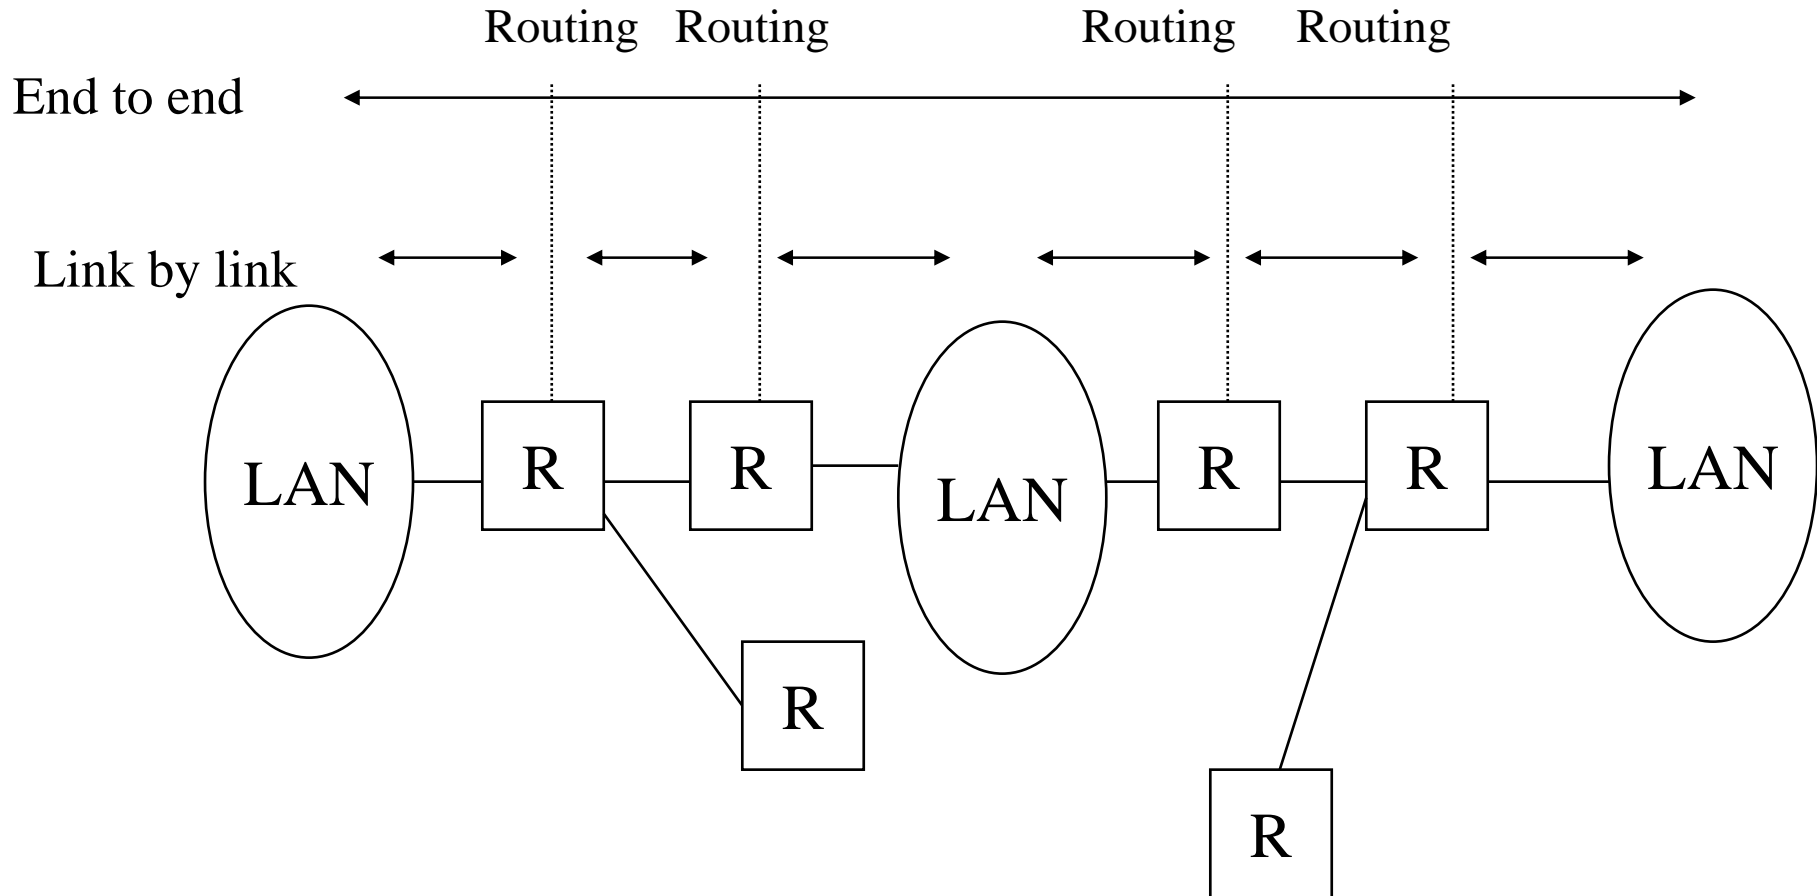 Routing Routing Routing Routing
End to end
Link by link
LAN R R LAN R R LAN
R
R